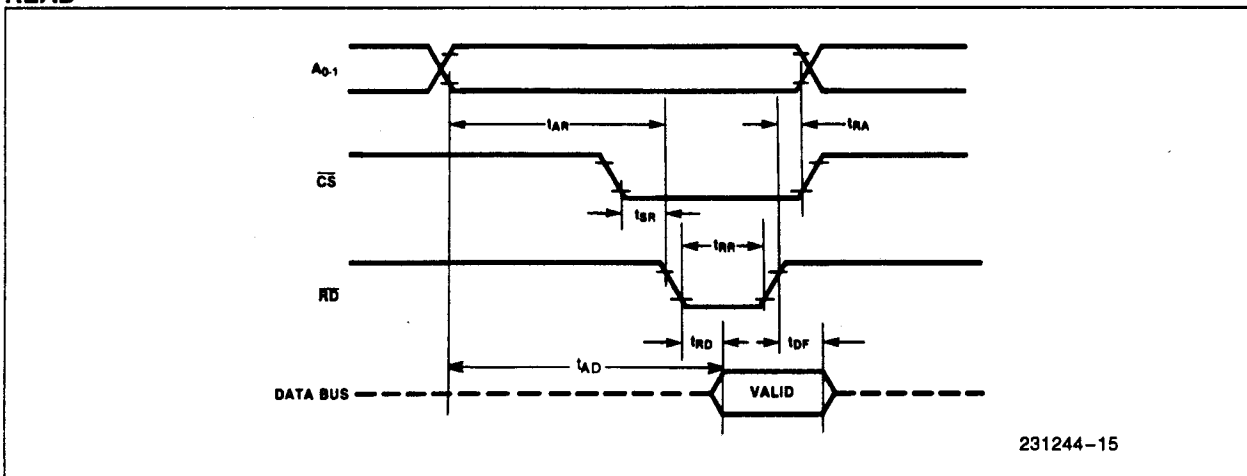 READ
A0-1
tAR
tRA
CS
tSR
tRR
RD
tRD
tDF
tAD
DATA BUS
VALID
231244-15